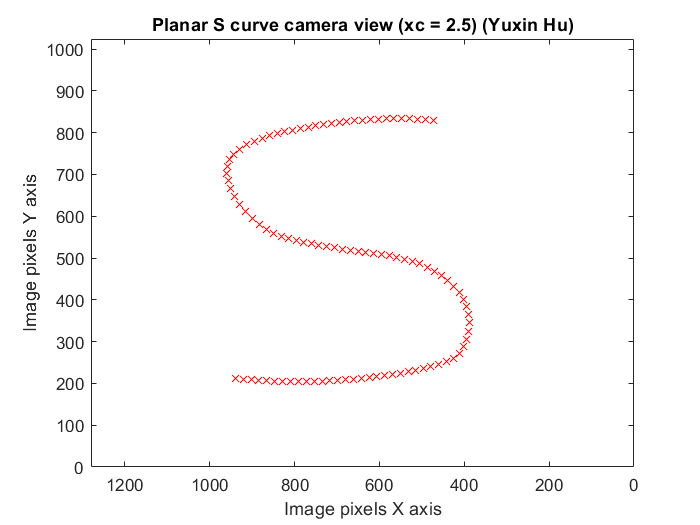 Planar S curve camera view (xc = 2.5) (Yuxin Hu)
1000
900
800
700
600
500
400
300
200
100
0
Image pixels Y axis
1200 1000 800 600 400 200 0
Image pixels X axis